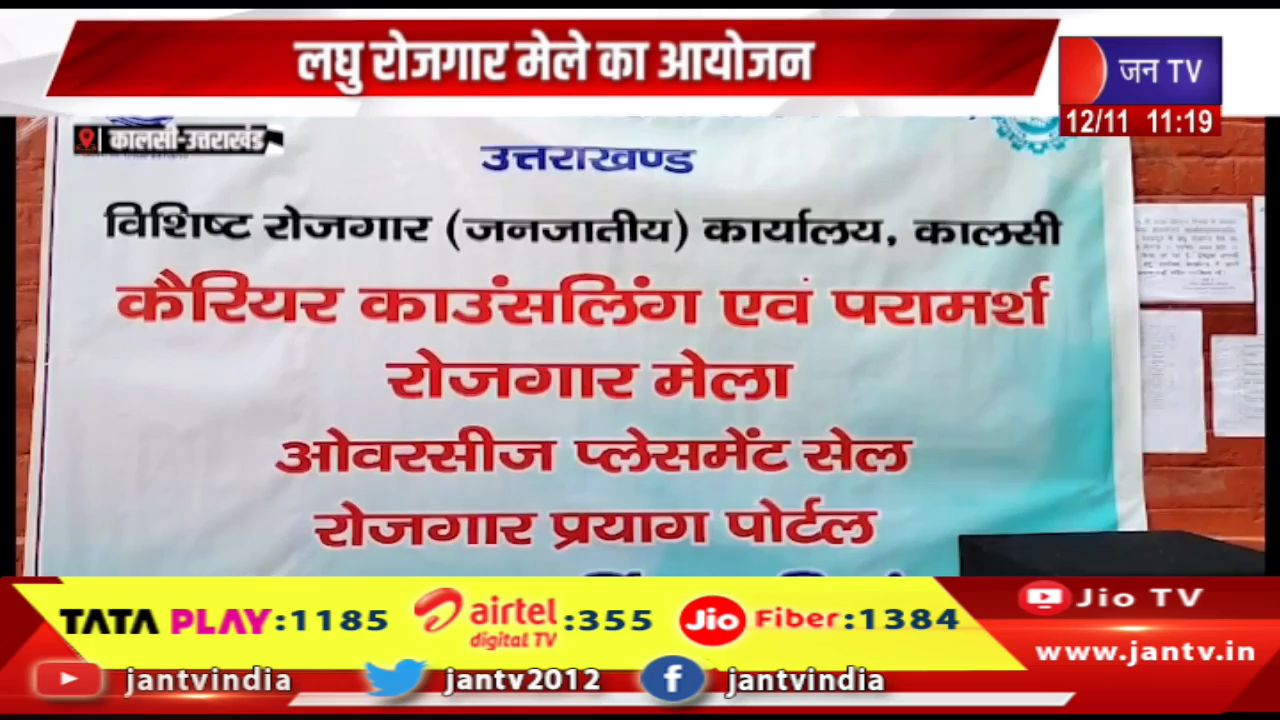 लघु रोजगार मेले का आयोजन
जन TV
12/11 11:19
कालसी-उत्तराखंड
उत्तराखण्ड
विशिष्ट रोजगार (जनजातीय) कार्यालय, कालसी
कैरियर काउंसलिंग एवं परामर्श
रोजगार मेला
ओवरसीज प्लेसमेंट सेल
रोजगार प्रयाग पोर्टल
TATA PLAY:1185 airtel digital TV:355 Jio Fiber:1384
Jio TV
www.jantv.in
jantvindia jantv2012 jantvindia